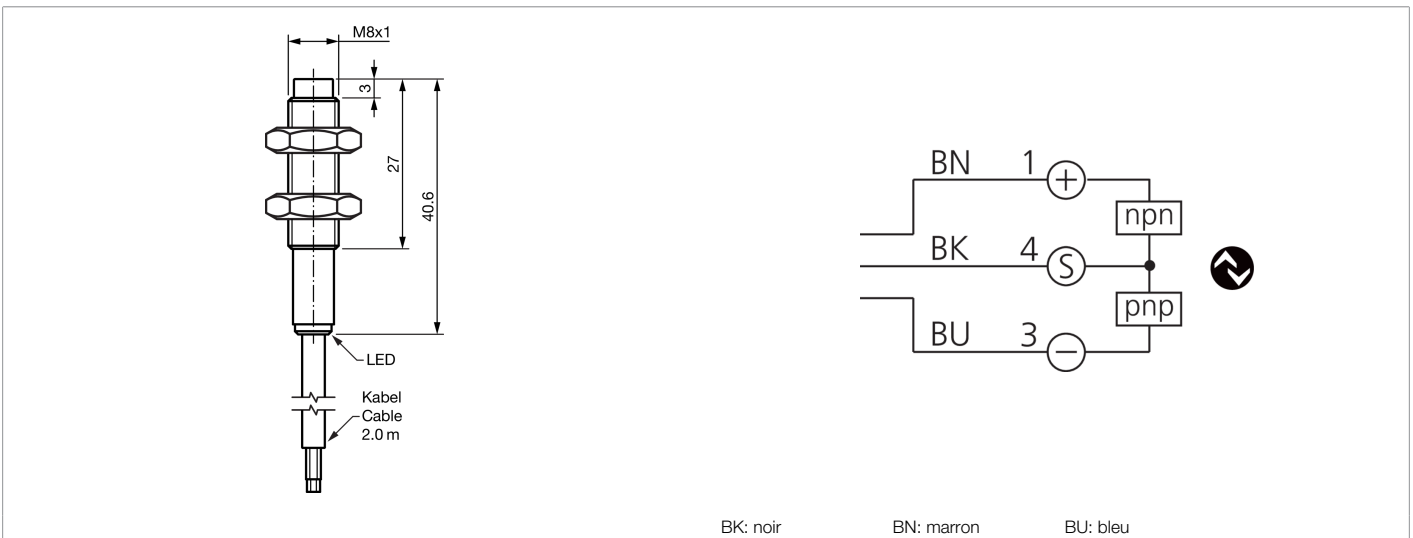 M8x1
3
27
40.6
LED
Kabel
Cable
2.0 m
BN 1 +
npn
BK 4 S
pnp
BU 3 −
BK: noir BN: marron BU: bleu